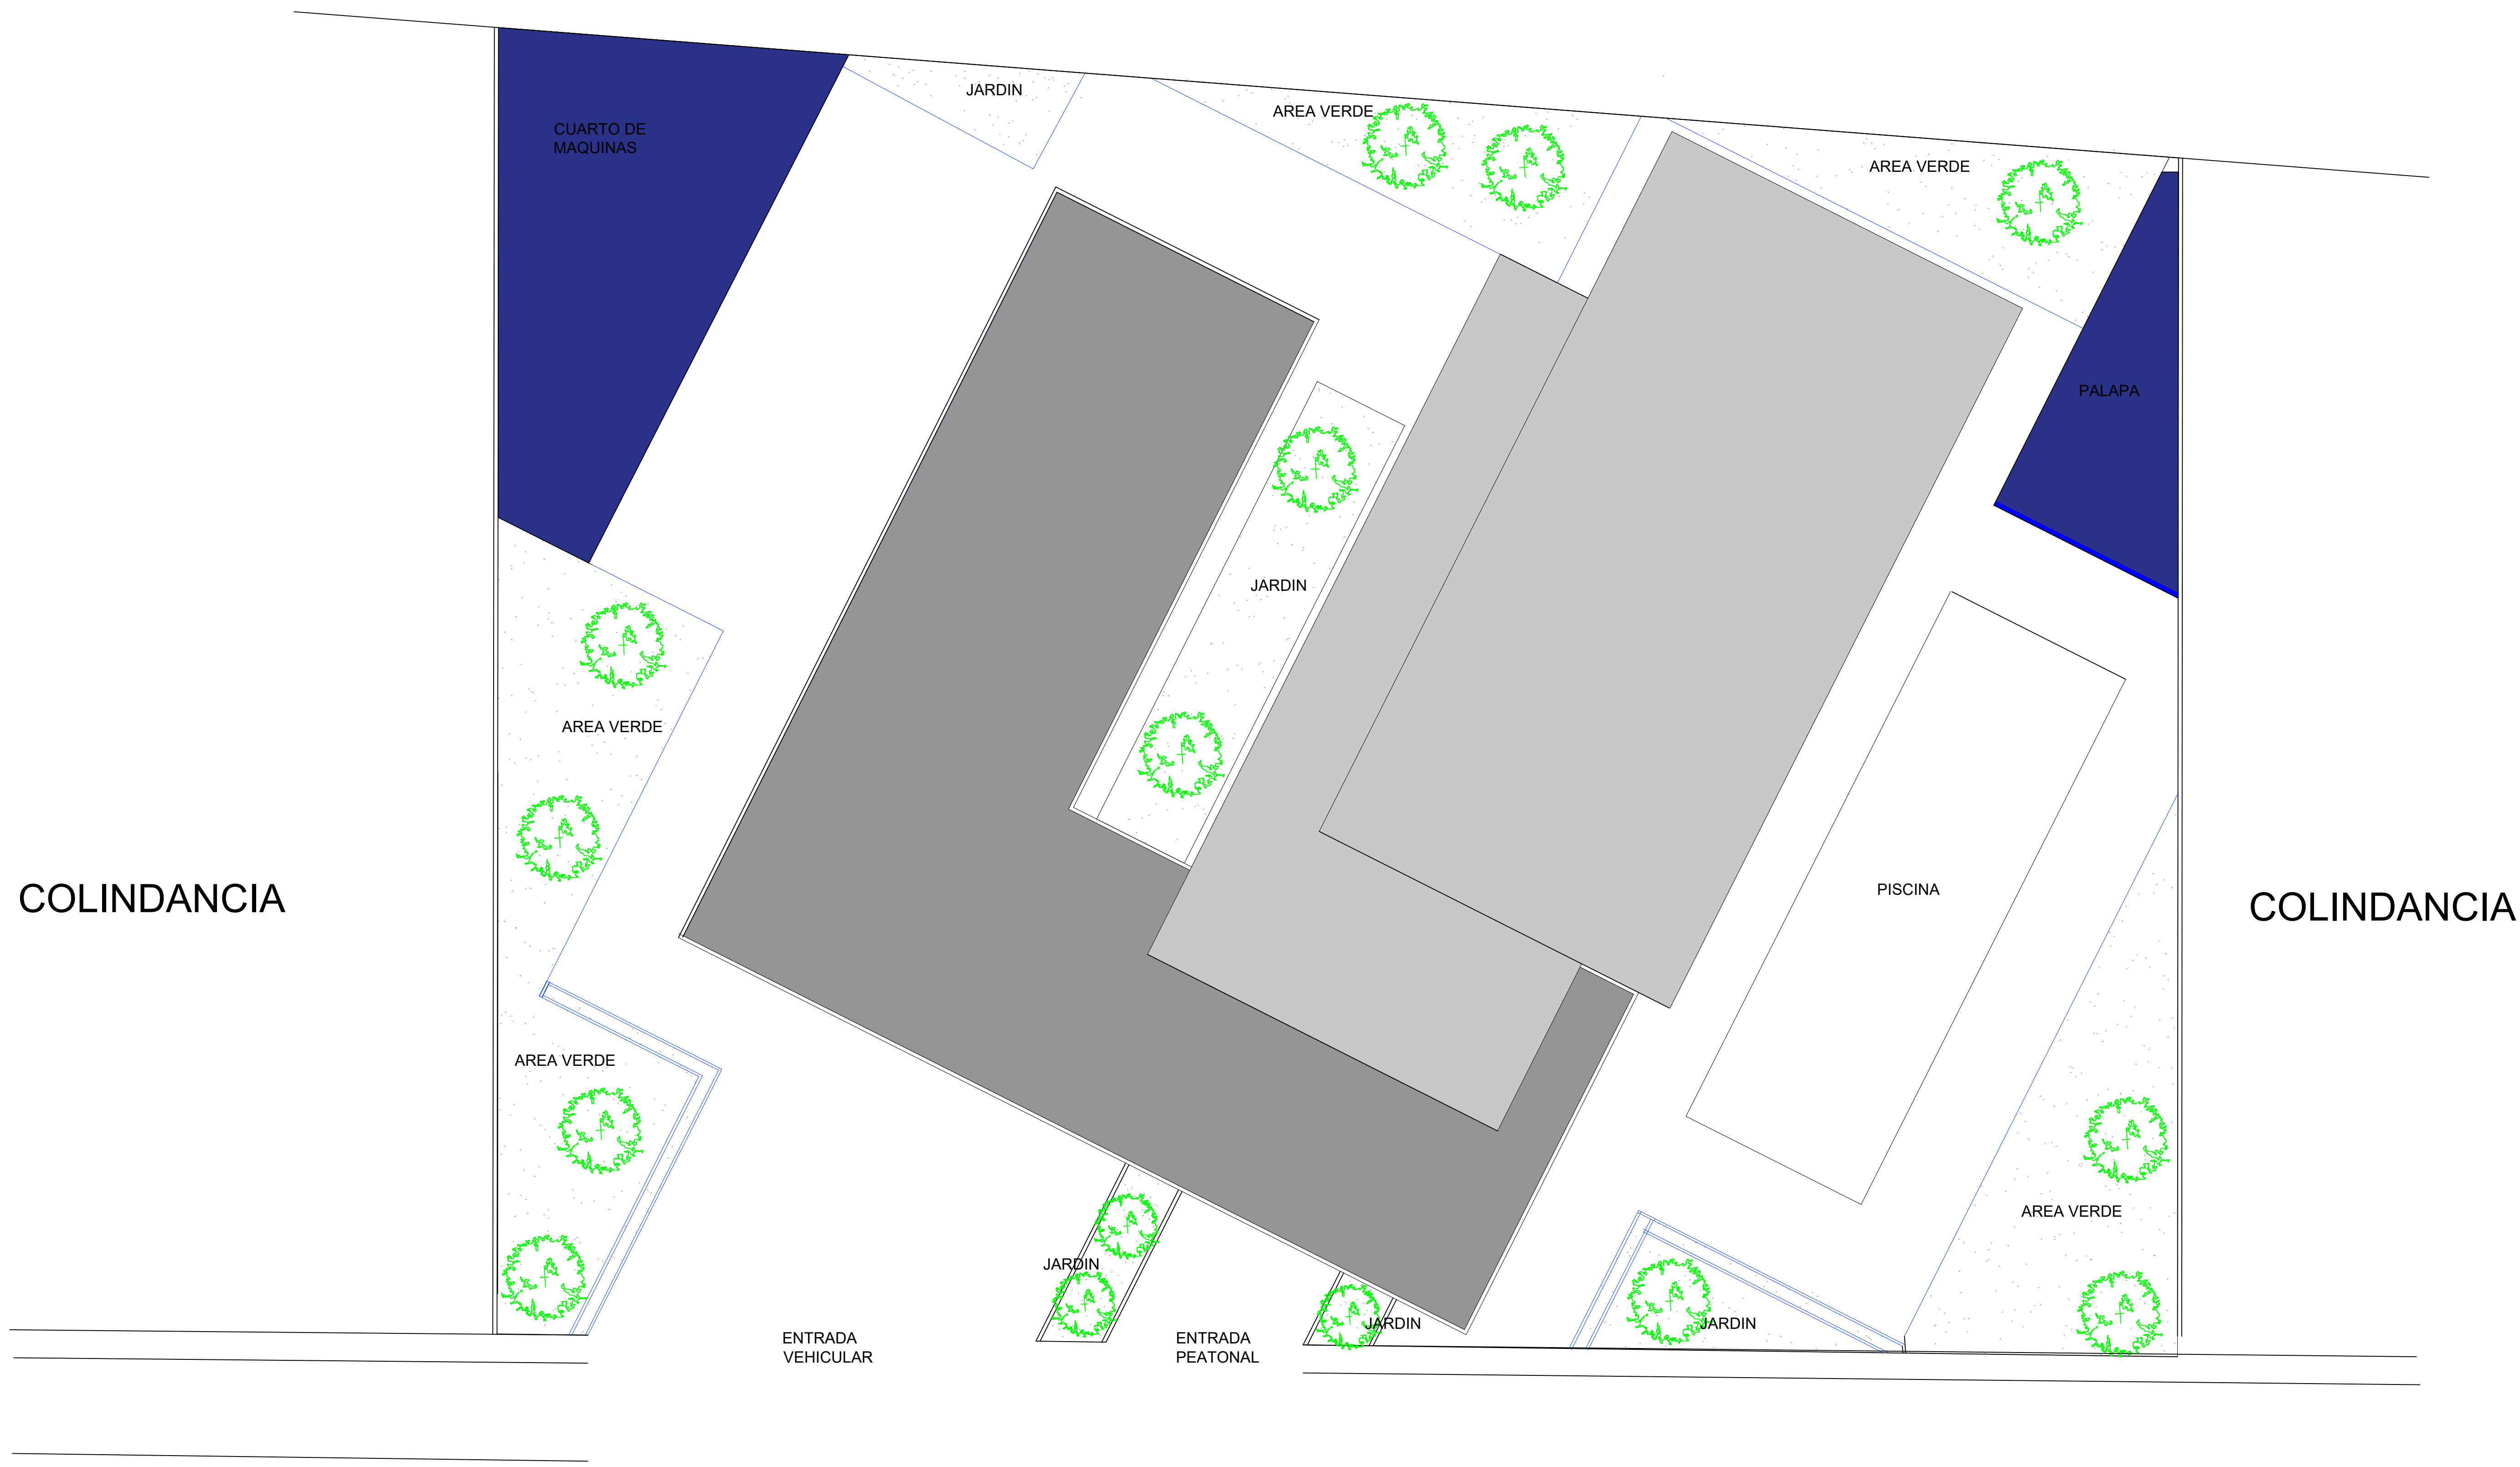 JARDIN
AREA VERDE
CUARTO DE
MAQUINAS
AREA VERDE
PALAPA
JARDIN
AREA VERDE
PISCINA
COLINDANCIA
COLINDANCIA
AREA VERDE
AREA VERDE
JARDIN
JARDIN
JARDIN
ENTRADA
VEHICULAR
ENTRADA
PEATONAL